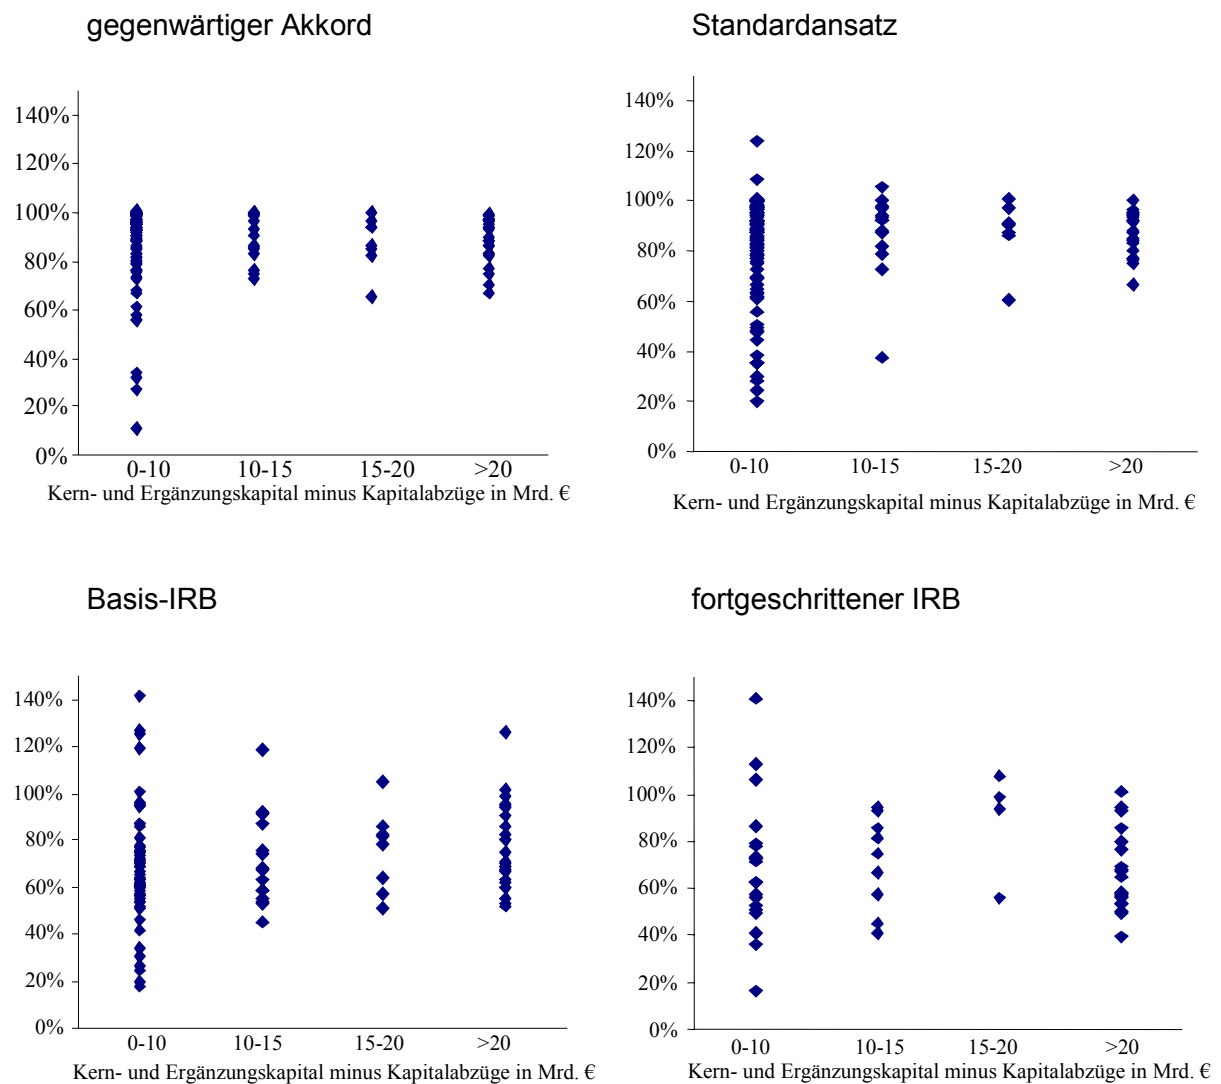 gegenwärtiger Akkord
140%
120%
100%
80%
60%
40%
20%
0%
0-10 10-15 15-20 >20
Kern- und Ergänzungskapital minus Kapitalabzüge in Mrd. €
Standardansatz
140%
120%
100%
80%
60%
40%
20%
0%
0-10 10-15 15-20 >20
Kern- und Ergänzungskapital minus Kapitalabzüge in Mrd. €
Basis-IRB
140%
120%
100%
80%
60%
40%
20%
0%
0-10 10-15 15-20 >20
Kern- und Ergänzungskapital minus Kapitalabzüge in Mrd. €
fortgeschrittener IRB
140%
120%
100%
80%
60%
40%
20%
0%
0-10 10-15 15-20 >20
Kern- und Ergänzungskapital minus Kapitalabzüge in Mrd. €